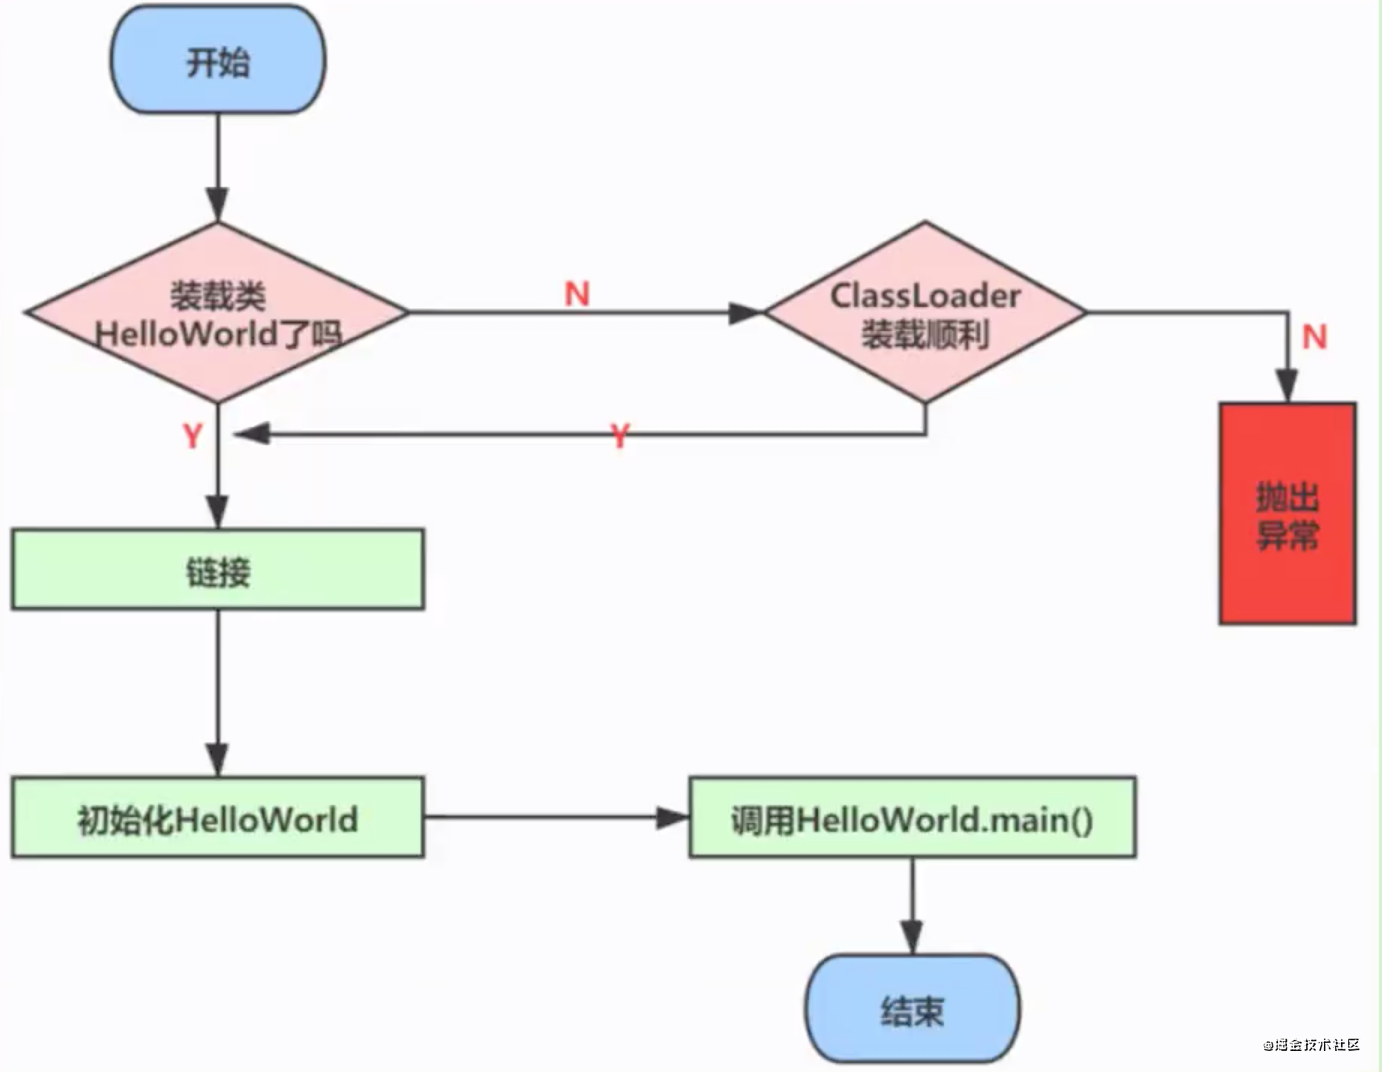 开始
装载类
HelloWorld了吗
N
ClassLoader
装载顺利
N
Y
Y
抛出
异常
链接
初始化HelloWorld
调用HelloWorld.main()
结束
@掘金技术社区